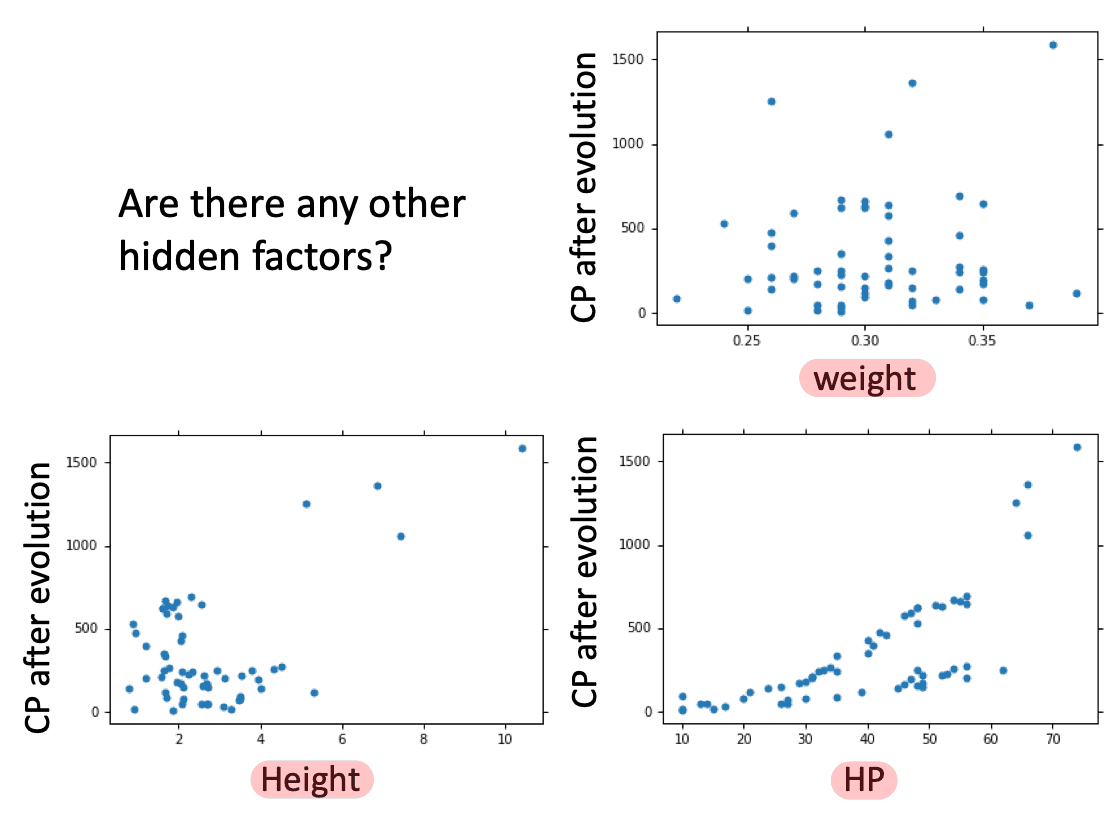 Are there any other
hidden factors?
CP after evolution
1500
1000
500
0
0.25 0.30 0.35
weight
CP after evolution
1500
1000
500
0
2 4 6 8 10
Height
CP after evolution
1500
1000
500
0
10 20 30 40 50 60 70
HP